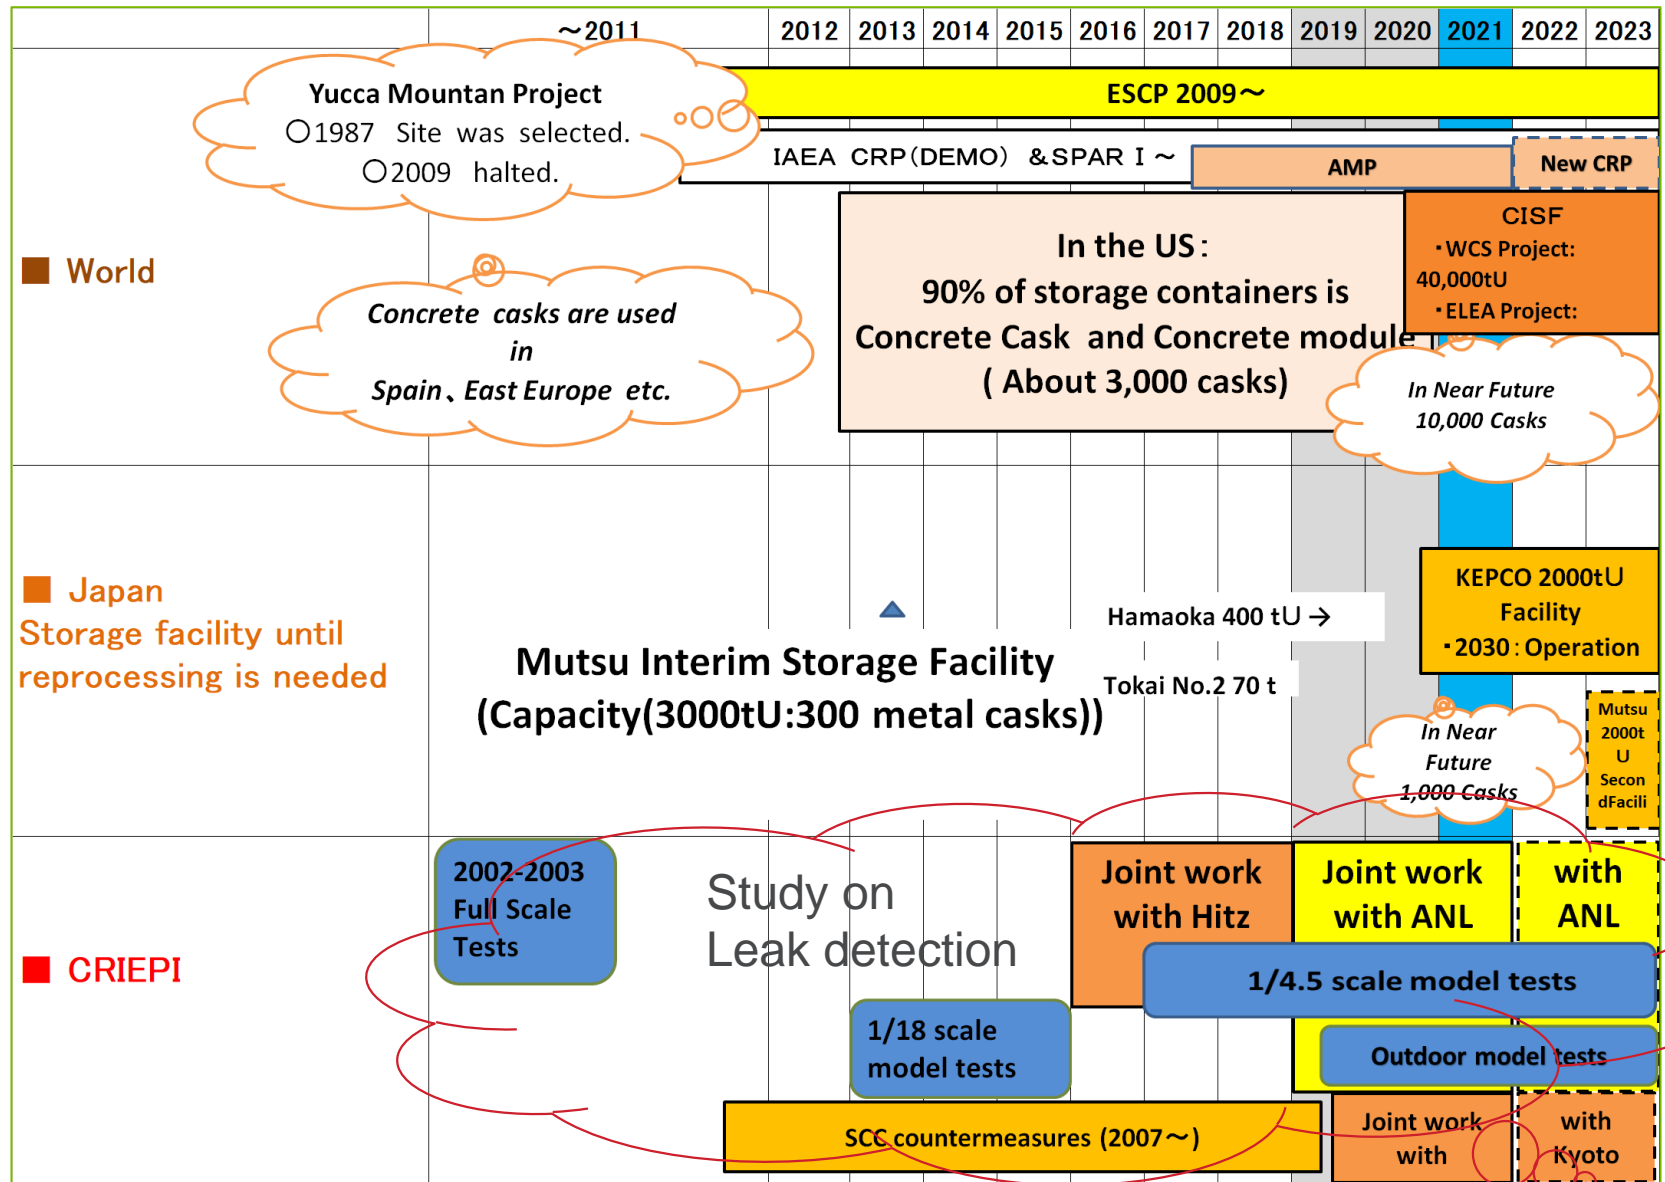 ~2011 2012 2013 2014 2015 2016 2017 2018 2019 2020 2021 2022 2023
Yucca Mountan Project
○1987 Site was selected.
○2009 halted.
ESCP 2009~
IAEA CRP(DEMO) &SPAR I ~
AMP
New CRP
■ World
Concrete casks are used
in
Spain、East Europe etc.
In the US:
90% of storage containers is
Concrete Cask and Concrete module
( About 3,000 casks)
CISF
・WCS Project:
40,000tU
・ELEA Project:
In Near Future
10,000 Casks
■ Japan
Storage facility until
reprocessing is needed
Mutsu Interim Storage Facility
(Capacity(3000tU:300 metal casks))
Hamaoka 400 tU →
Tokai No.2 70 t
KEPCO 2000tU
Facility
・2030:Operation
In Near
Future
1,000 Casks
Mutsu
2000t
U
Secon
dFacili
■ CRIEPI
2002-2003
Full Scale
Tests
Study on
Leak detection
1/18 scale
model tests
Joint work
with Hitz
Joint work
with ANL
with
ANL
1/4.5 scale model tests
Outdoor model tests
SCC countermeasures (2007~)
Joint work
with
with
Kyoto